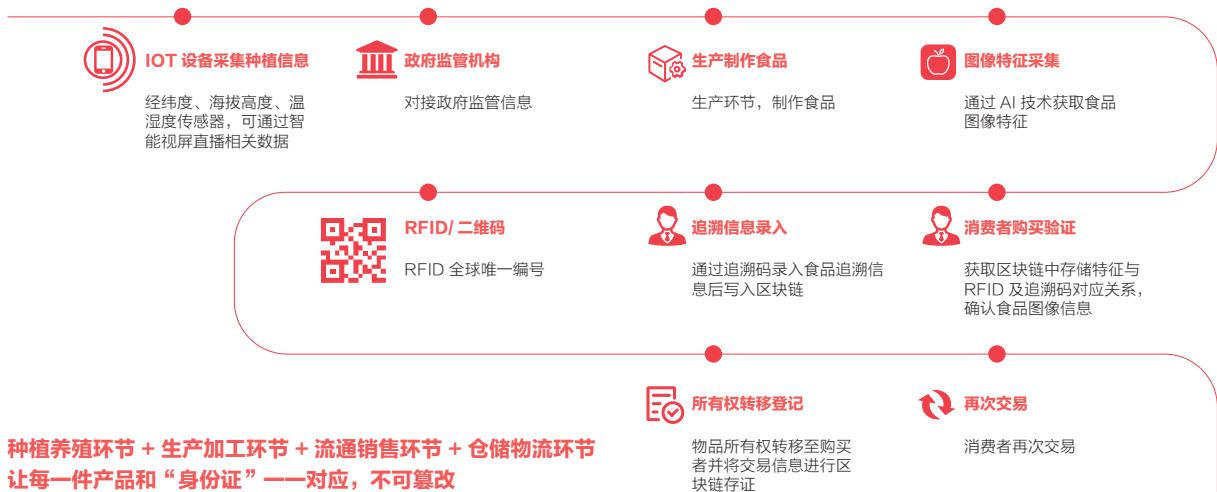 IOT 设备采集种植信息
经纬度、海拔高度、温
湿度传感器，可通过智
能视屏直播相关数据
政府监管机构
对接政府监管信息
生产制作食品
生产环节，制作食品
图像特征采集
通过 AI 技术获取食品
图像特征
RFID/ 二维码
RFID 全球唯一编号
追溯信息录入
通过追溯码录入食品追溯信
息后写入区块链
消费者购买验证
获取区块链中存储特征与
RFID 及追溯码对应关系，
确认食品图像信息
所有权转移登记
物品所有权转移至购买
者并将交易信息进行区
块链存证
再次交易
消费者再次交易
种植养殖环节 + 生产加工环节 + 流通销售环节 + 仓储物流环节
让每一件产品和“身份证”一一对应，不可篡改